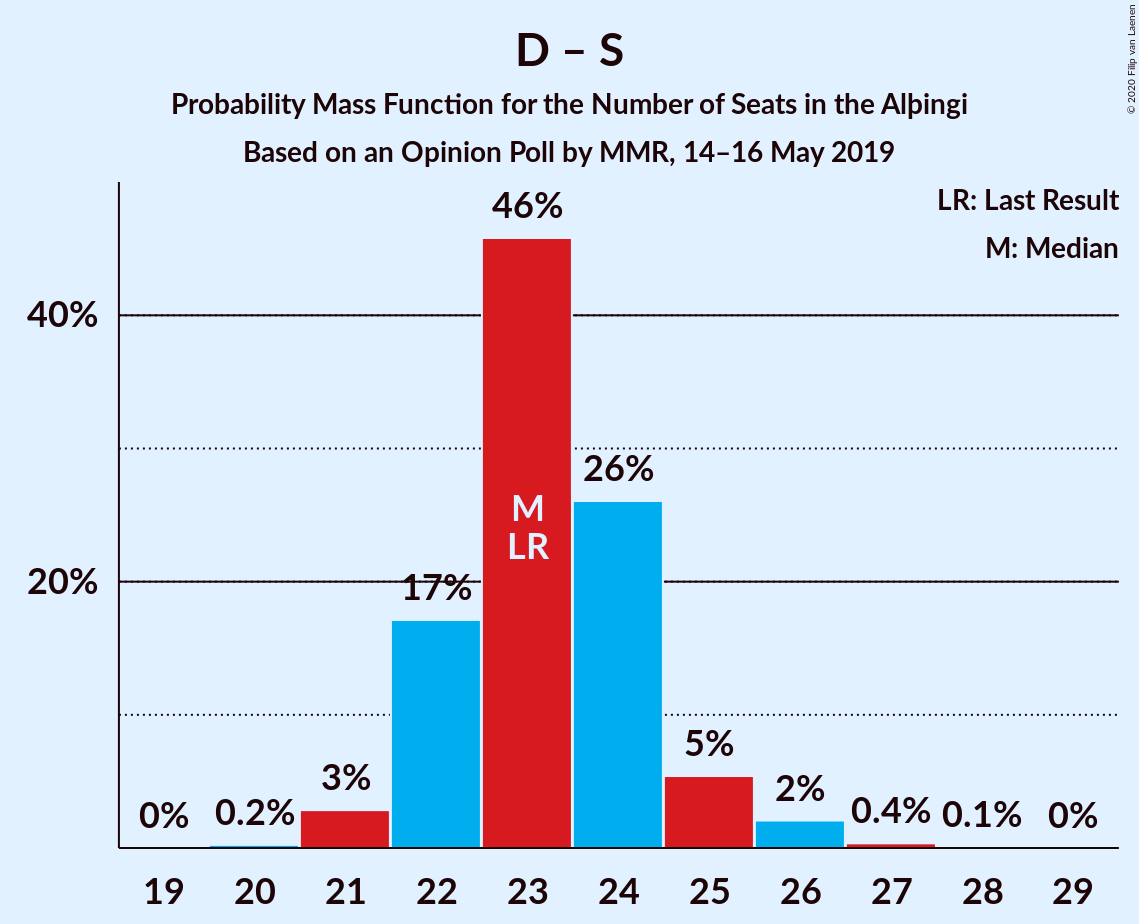 D – S
Probability Mass Function for the Number of Seats in the Alþingi
Based on an Opinion Poll by MMR, 14–16 May 2019
© 2020 Filip van Laenen
LR: Last Result
M: Median
40%
20%
0%
0.2%
3%
17%
46%
26%
5%
2%
0.4%
0.1%
0%
M
LR
19 20 21 22 23 24 25 26 27 28 29